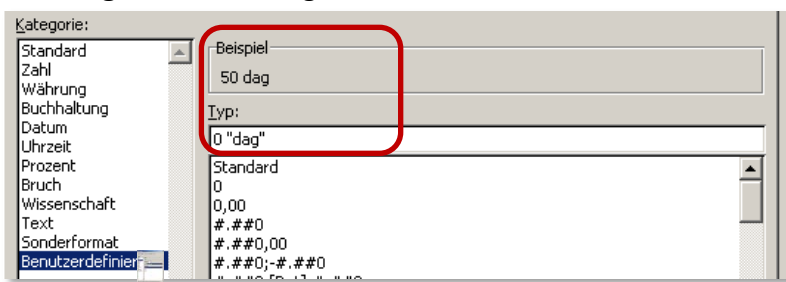 Kategorie:
Standard
Zahl
Währung
Buchhaltung
Datum
Uhrzeit
Prozent
Bruch
Wissenschaft
Text
Sonderformat
Benutzerdefinier
Beispiel
50 dag
Typ:
0 "dag"
Standard
0
0,00
#.##0
#.##0,00
#.##0;-#.##0